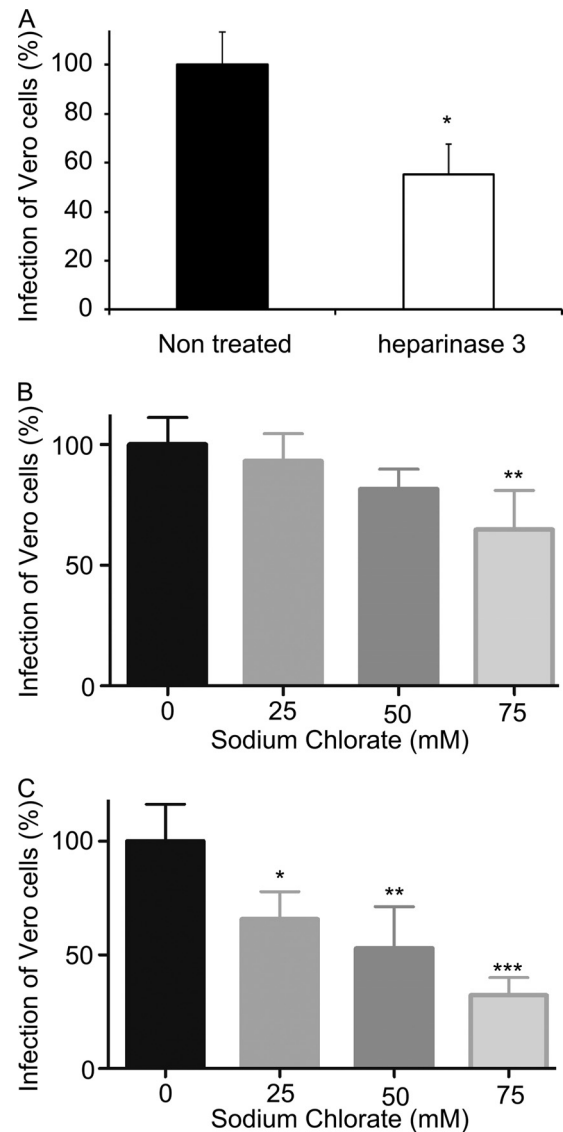 A
Infection of Vero cells (%)
100
80
60
40
20
0
*
Non treated
heparinase 3
B
Infection of Vero cells (%)
100
50
0
**
0
25
50
75
Sodium Chlorate (mM)
C
Infection of Vero cells (%)
100
50
0
*
**
***
0
25
50
75
Sodium Chlorate (mM)